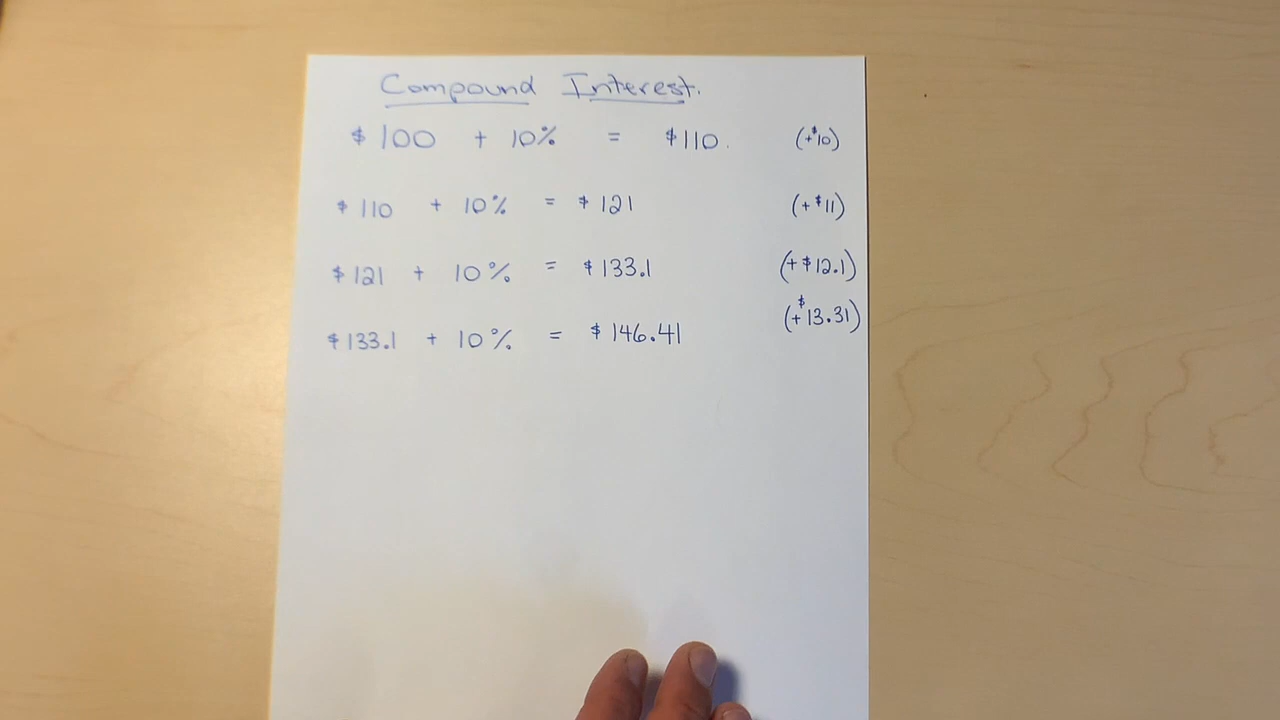 Compound Interest.
$100 + 10% = $110. (+$10)
$110 + 10% = $121 (+$11)
$121 + 10% = $133.1 (+$12.1)
$133.1 + 10% = $146.41 (+$13.31)